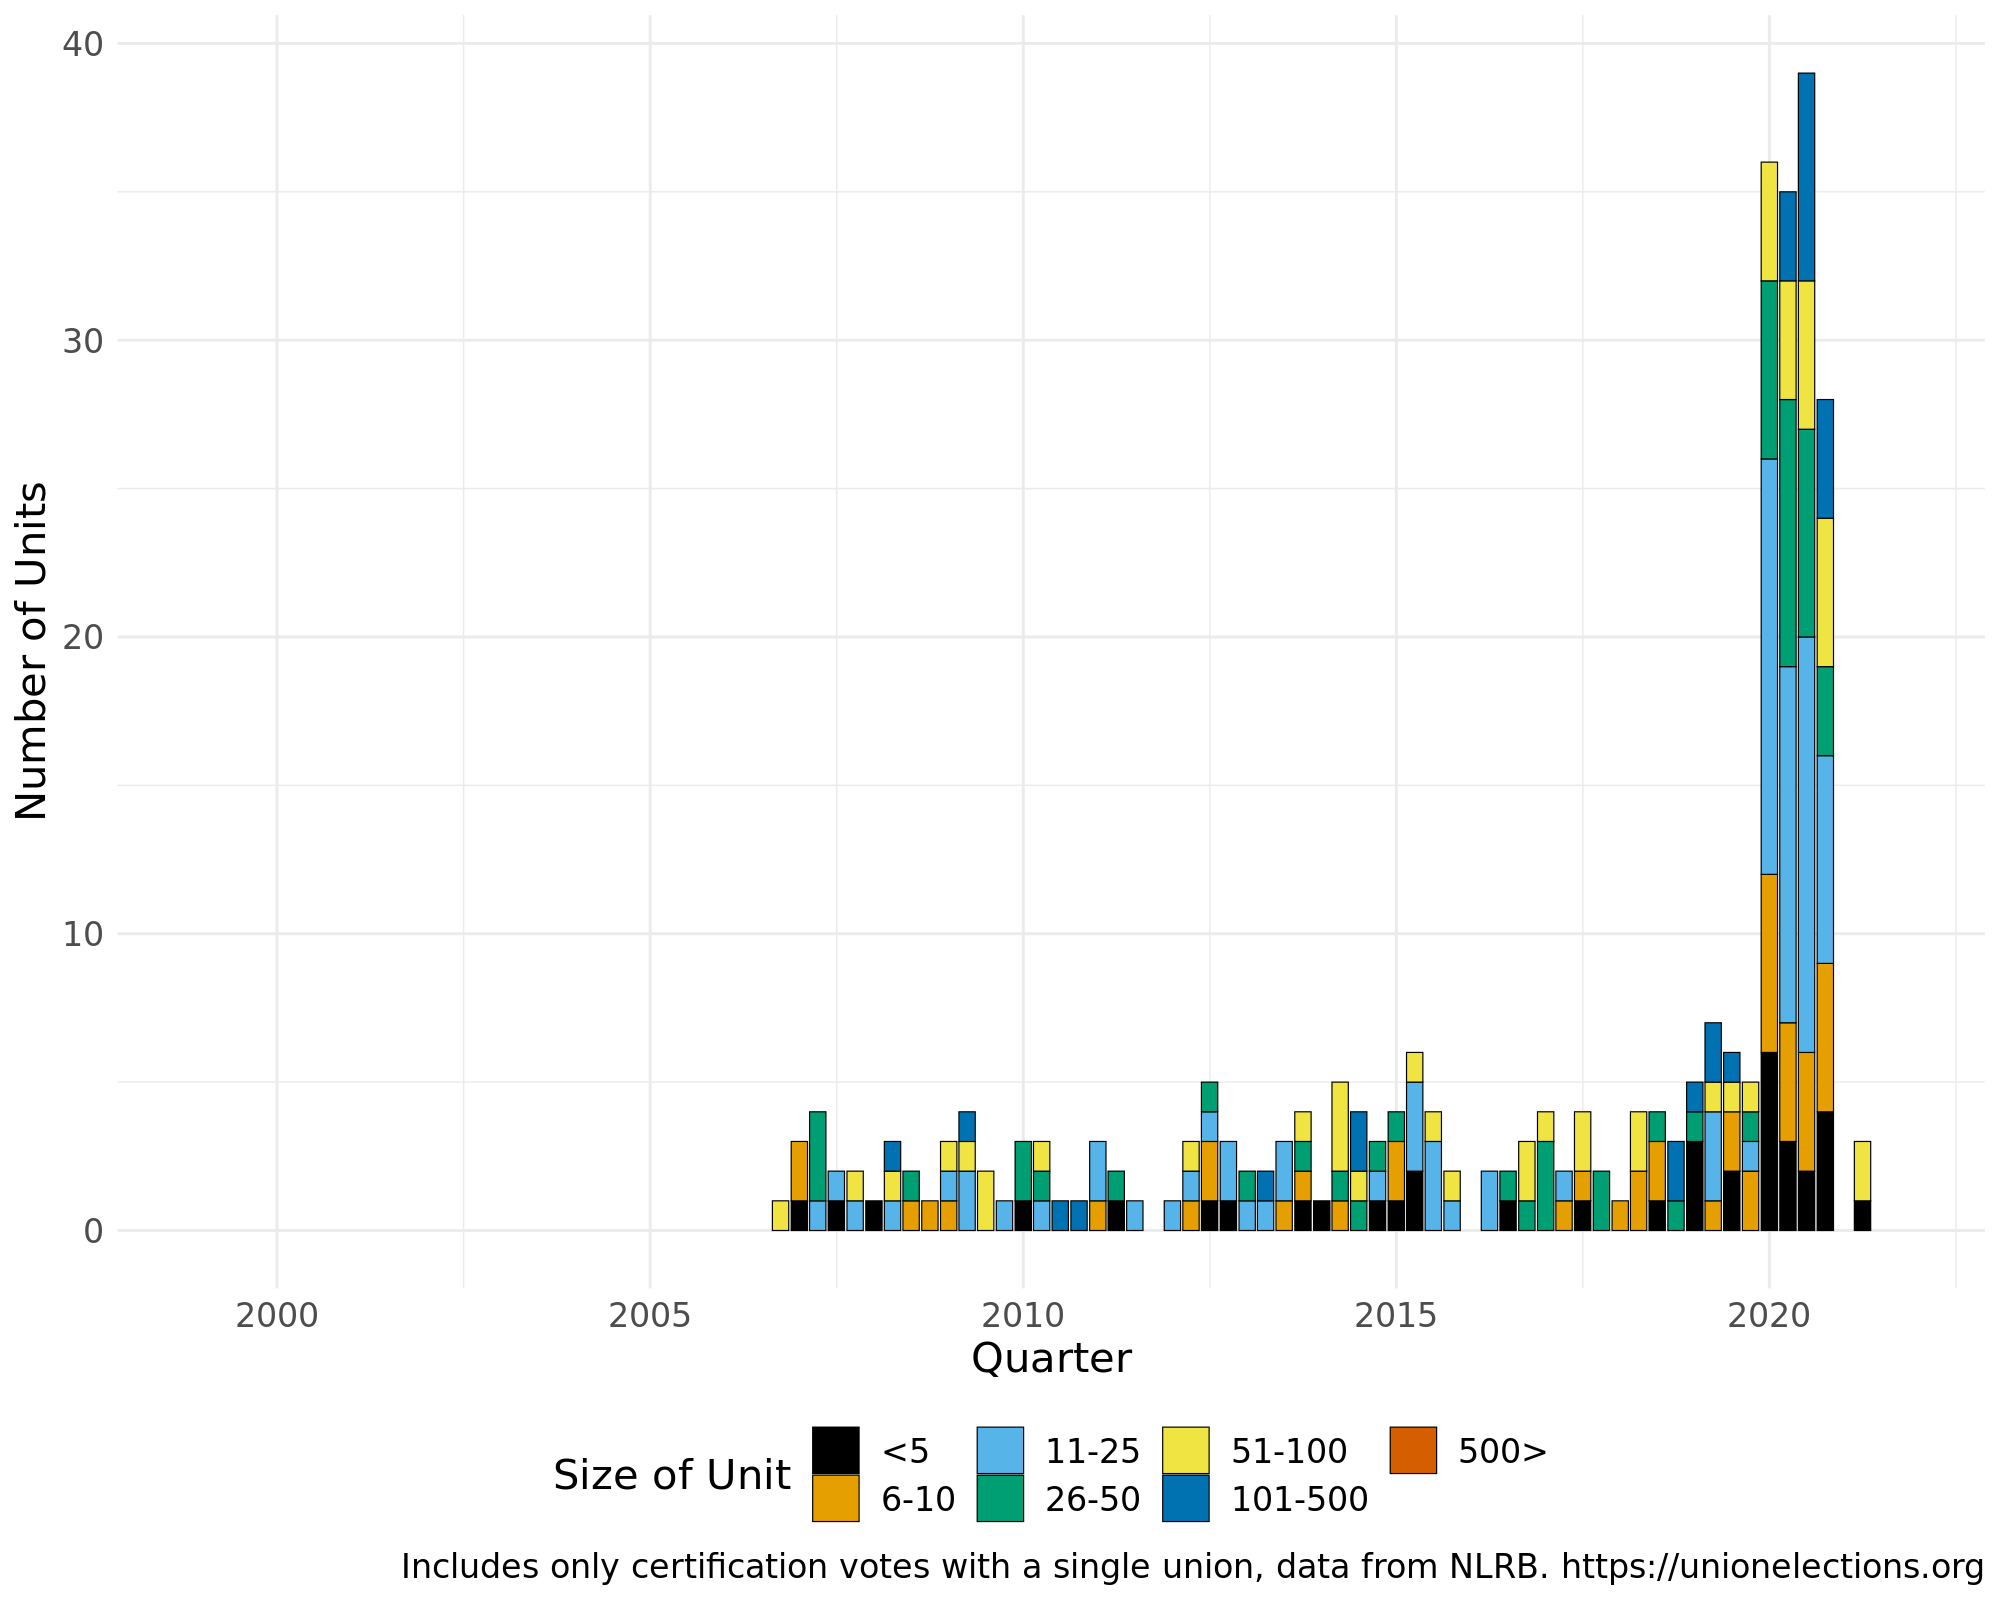 40
30
20
10
0
Number of Units
2000 2005 2010 2015 2020
Quarter
Size of Unit
<5 11-25 51-100 500>
6-10 26-50 101-500
Includes only certification votes with a single union, data from NLRB. https://unionelections.org